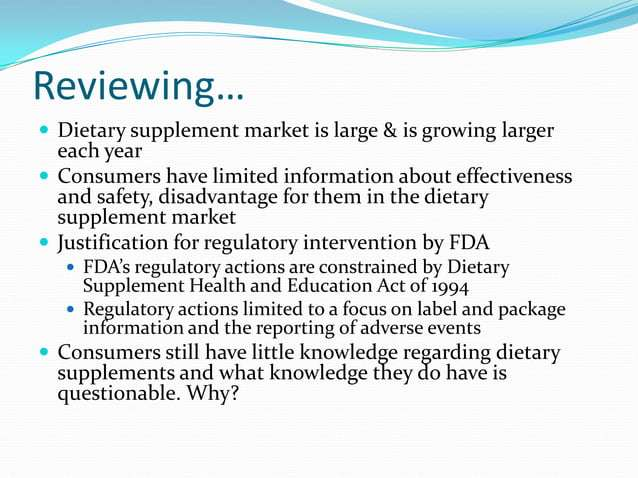 Reviewing…
Dietary supplement market is large & is growing larger
each year
Consumers have limited information about effectiveness
and safety, disadvantage for them in the dietary
supplement market
Justification for regulatory intervention by FDA
FDA’s regulatory actions are constrained by Dietary
Supplement Health and Education Act of 1994
Regulatory actions limited to a focus on label and package
information and the reporting of adverse events
Consumers still have little knowledge regarding dietary
supplements and what knowledge they do have is
questionable. Why?